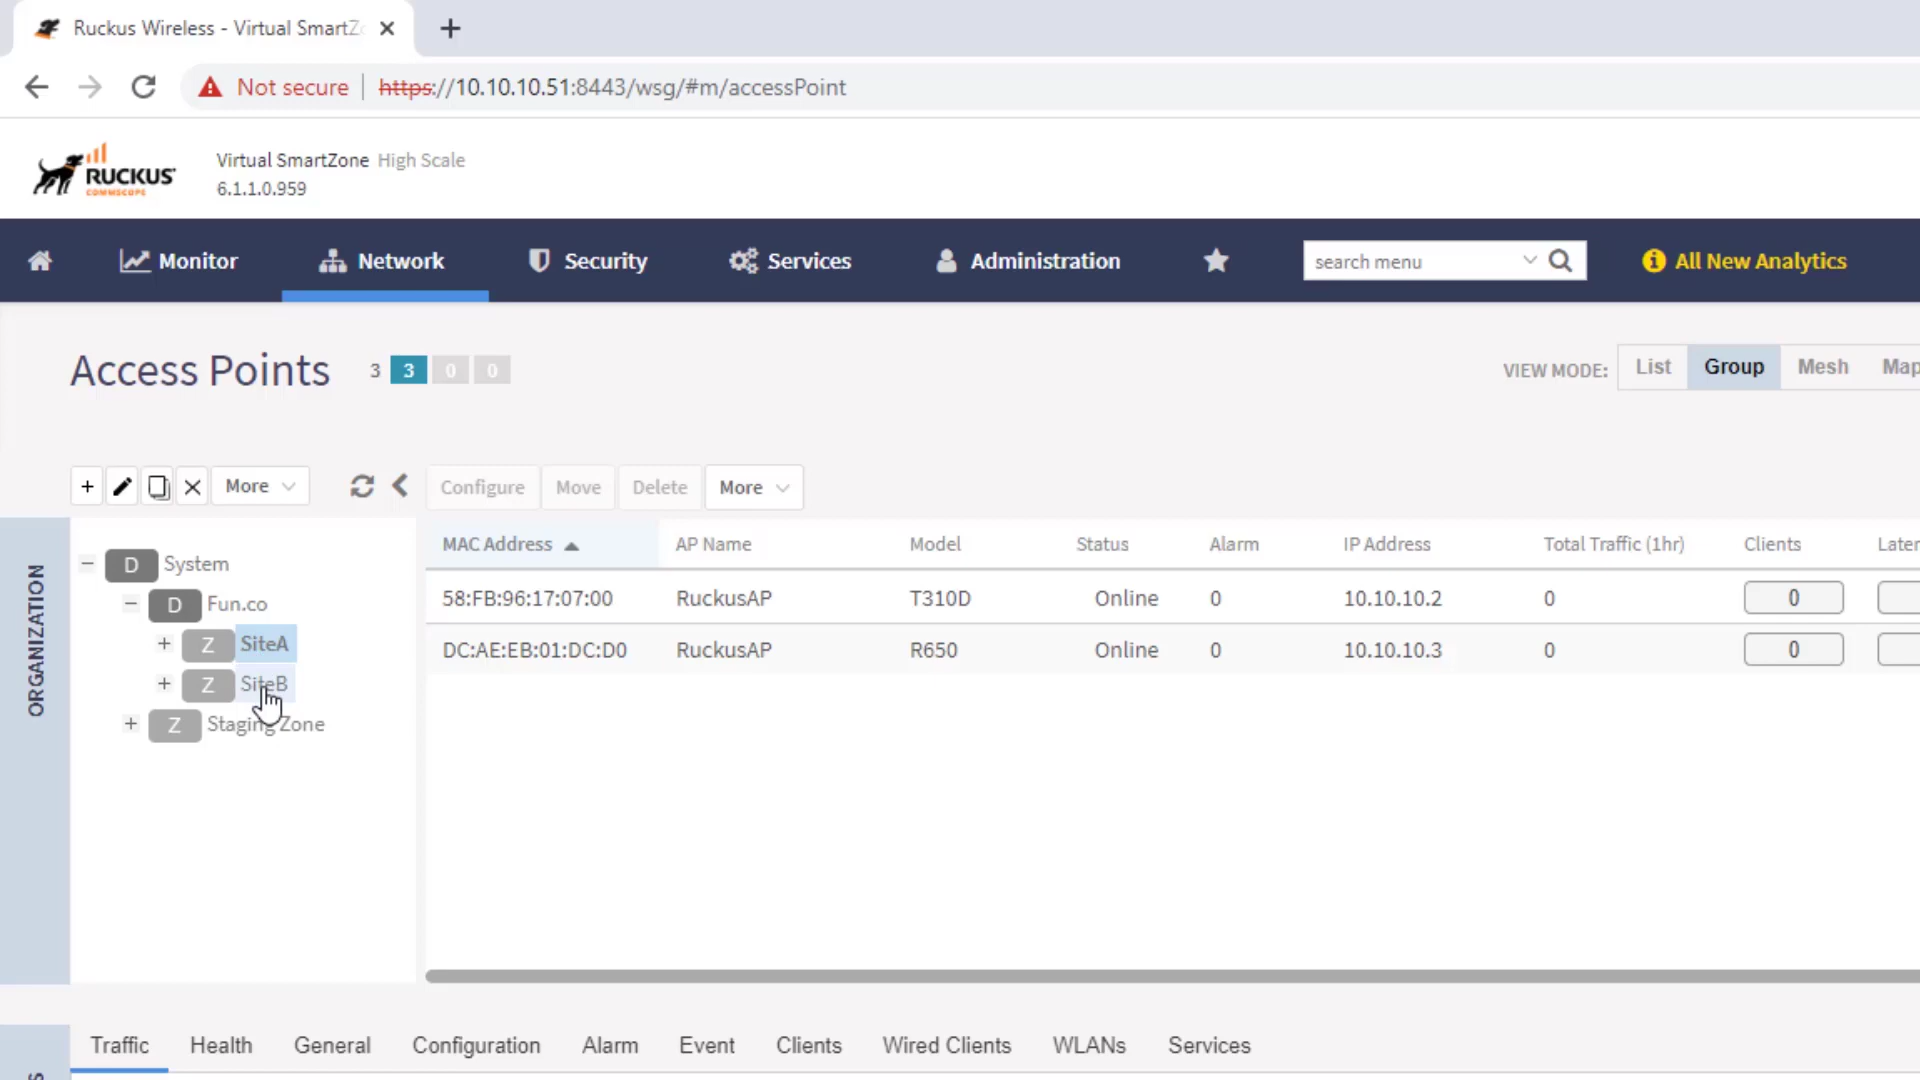 Ruckus Wireless - Virtual SmartZ
Not secure https://10.10.10.51:8443/wsg/#m/accessPoint
RUCKUS
COMMSCOPE
Virtual SmartZone High Scale
6.1.1.0.959
Monitor Network Security Services Administration search menu All New Analytics
Access Points 3 3 0 0 VIEW MODE: List Group Mesh Map
More Configure Move Delete More
ORGANIZATION
D System
D Fun.co
Z SiteA
Z SiteB
Z Staging Zone
MAC Address AP Name Model Status Alarm IP Address Total Traffic (1hr) Clients Later
58:FB:96:17:07:00 RuckusAP T310D Online 0 10.10.10.2 0 0
DC:AE:EB:01:DC:D0 RuckusAP R650 Online 0 10.10.10.3 0 0
Traffic Health General Configuration Alarm Event Clients Wired Clients WLANs Services